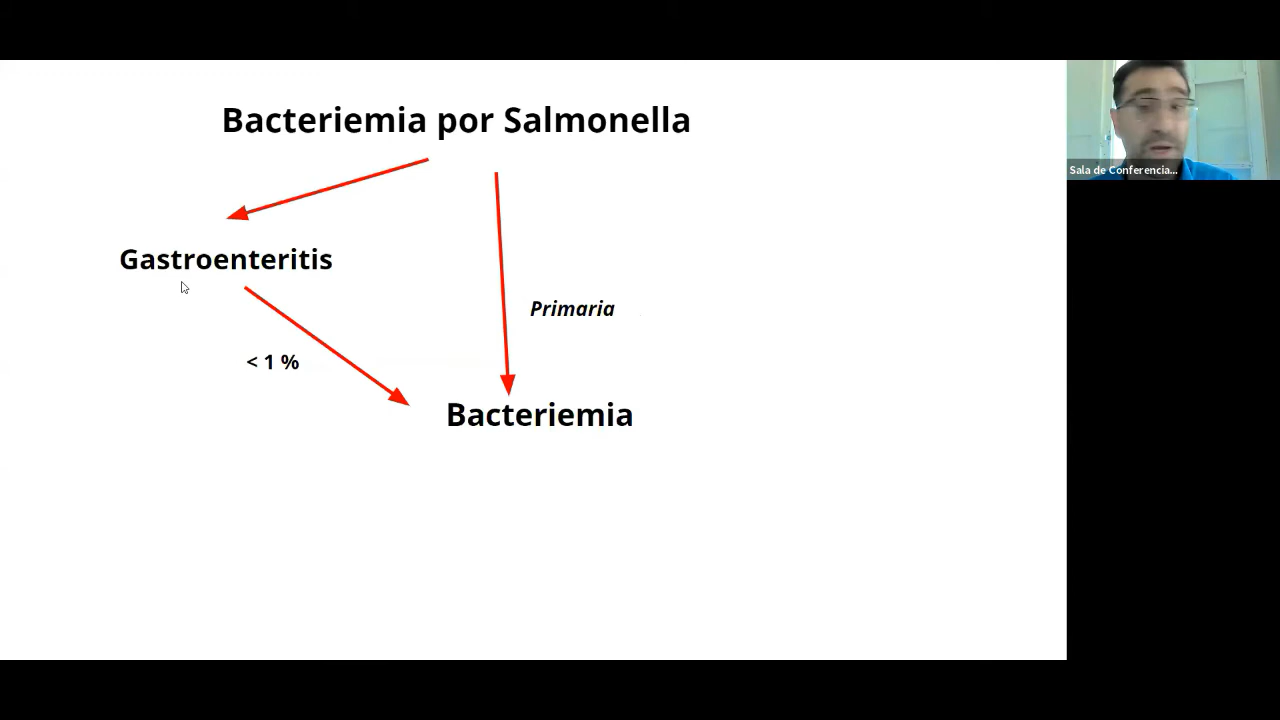 Bacteriemia por Salmonella
Gastroenteritis
Primaria
< 1 %
Bacteriemia
Sala de Conferencia...